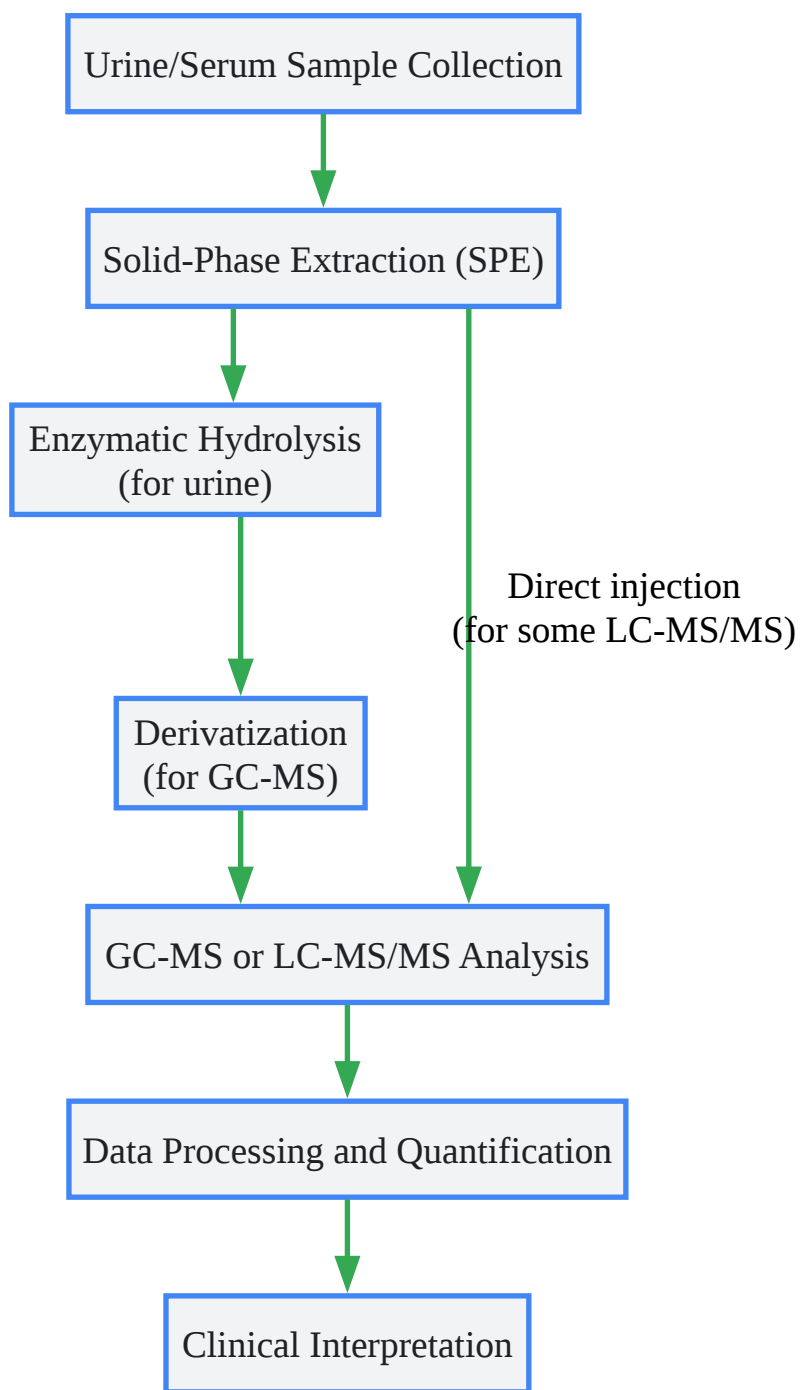 Urine/Serum Sample Collection
Solid-Phase Extraction (SPE)
Enzymatic Hydrolysis
(for urine)
Direct injection
(for some LC-MS/MS)
Derivatization
(for GC-MS)
GC-MS or LC-MS/MS Analysis
Data Processing and Quantification
Clinical Interpretation